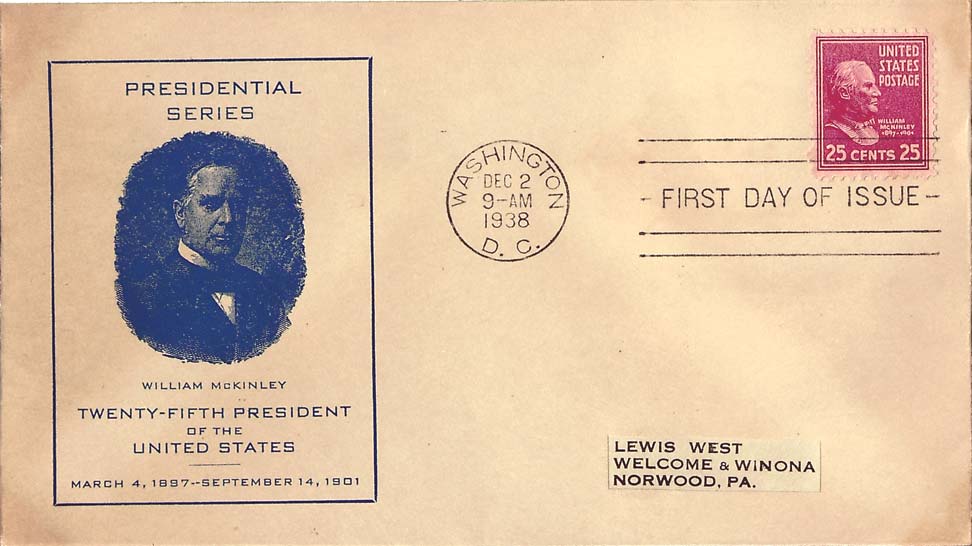 PRESIDENTIAL
SERIES
WILLIAM McKINLEY
TWENTY-FIFTH PRESIDENT
OF THE
UNITED STATES
MARCH 4, 1897--SEPTEMBER 14, 1901
WASHINGTON
DEC 2
9-AM
1938
D. C.
UNITED
STATES
POSTAGE
WILLIAM
McKINLEY
1897-1901
25 CENTS 25
- FIRST DAY OF ISSUE -
LEWIS WEST
WELCOME & WINONA
NORWOOD, PA.